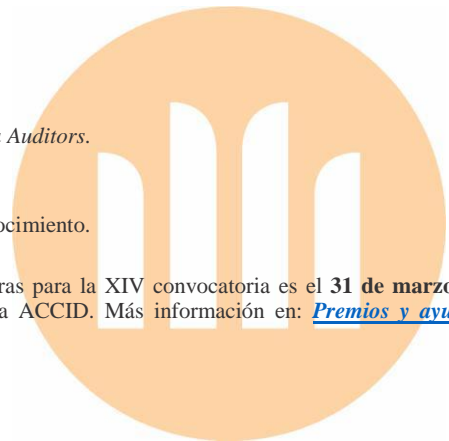 Auditors.
ocimiento.
ras para la XIV convocatoria es el 31 de marzo
a ACCID. Más información en: Premios y ayu